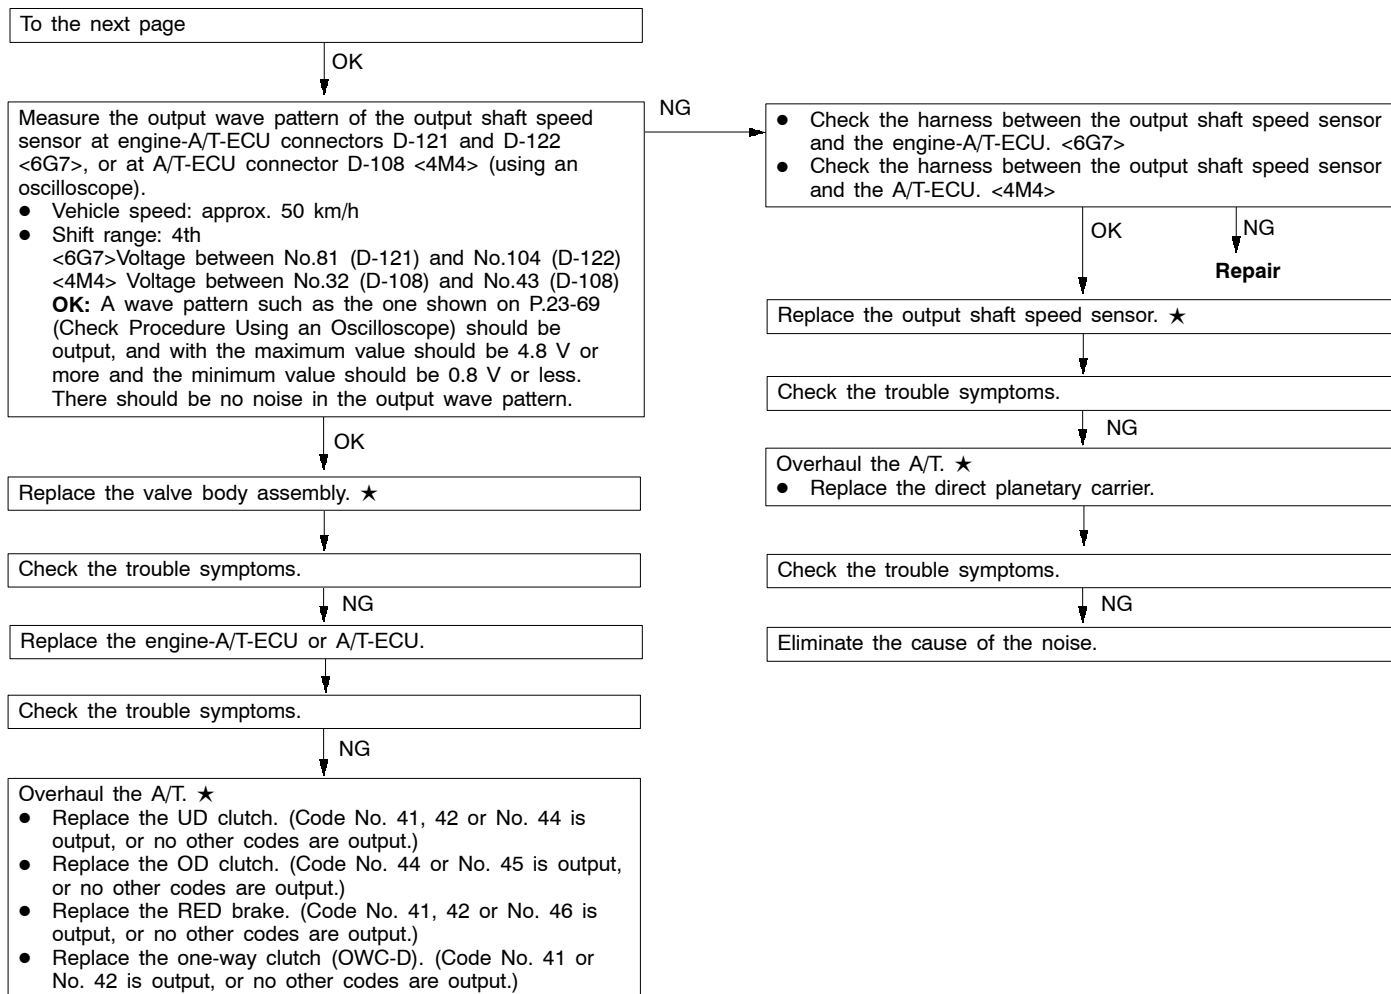 To the next page
OK
Measure the output wave pattern of the output shaft speed
sensor at engine-A/T-ECU connectors D-121 and D-122
<6G7>, or at A/T-ECU connector D-108 <4M4> (using an
oscilloscope).
● Vehicle speed: approx. 50 km/h
● Shift range: 4th
<6G7>Voltage between No.81 (D-121) and No.104 (D-122)
<4M4> Voltage between No.32 (D-108) and No.43 (D-108)
OK: A wave pattern such as the one shown on P.23-69
(Check Procedure Using an Oscilloscope) should be
output, and with the maximum value should be 4.8 V or
more and the minimum value should be 0.8 V or less.
There should be no noise in the output wave pattern.
OK
Replace the valve body assembly. ★
Check the trouble symptoms.
NG
Replace the engine-A/T-ECU or A/T-ECU.
Check the trouble symptoms.
NG
Overhaul the A/T. ★
● Replace the UD clutch. (Code No. 41, 42 or No. 44 is
output, or no other codes are output.)
● Replace the OD clutch. (Code No. 44 or No. 45 is output,
or no other codes are output.)
● Replace the RED brake. (Code No. 41, 42 or No. 46 is
output, or no other codes are output.)
● Replace the one-way clutch (OWC-D). (Code No. 41 or
No. 42 is output, or no other codes are output.)
NG
● Check the harness between the output shaft speed sensor
and the engine-A/T-ECU. <6G7>
● Check the harness between the output shaft speed sensor
and the A/T-ECU. <4M4>
OK
NG
Repair
Replace the output shaft speed sensor. ★
Check the trouble symptoms.
NG
Overhaul the A/T. ★
● Replace the direct planetary carrier.
Check the trouble symptoms.
NG
Eliminate the cause of the noise.